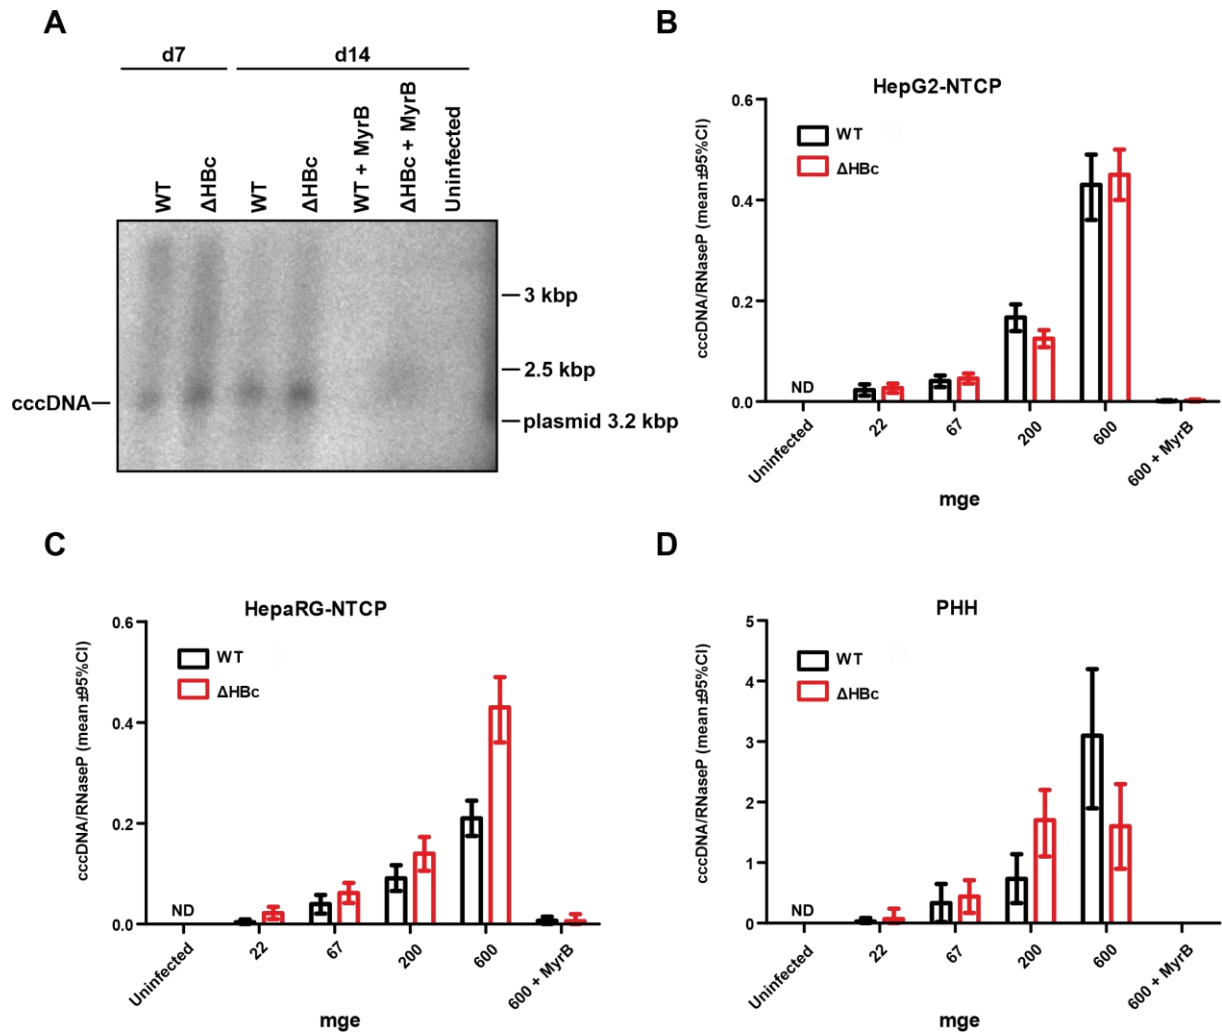 A
d7
d14
WT
ΔHBc
WT
ΔHBc
WT + MyrB
ΔHBc + MyrB
Uninfected
3 kbp
2.5 kbp
cccDNA
plasmid 3.2 kbp
B
HepG2-NTCP
cccDNA/RNaseP (mean±95%CI)
0.6
0.4
0.2
0.0
WT
ΔHBc
ND
Uninfected
22
67
200
600
600 + MyrB
mge
C
HepaRG-NTCP
cccDNA/RNaseP (mean±95%CI)
0.6
0.4
0.2
0.0
WT
ΔHBc
ND
Uninfected
22
67
200
600
600 + MyrB
mge
D
PHH
cccDNA/RNaseP (mean±95%CI)
5
4
3
2
1
0
WT
ΔHBc
ND
Uninfected
22
67
200
600
600 + MyrB
mge